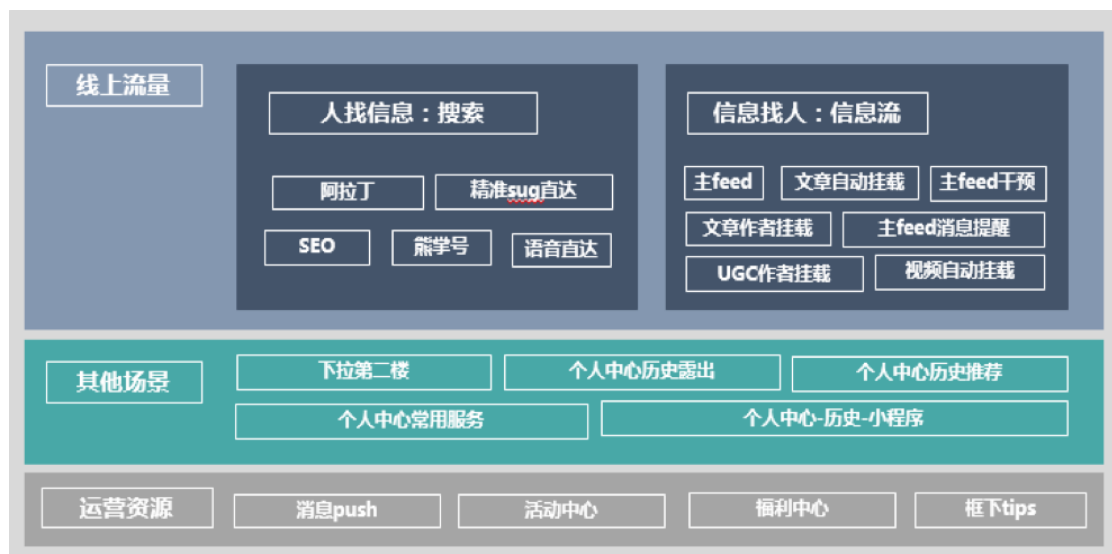 线上流量
人找信息：搜索
阿拉丁
精准sug直达
SEO
熊掌号
语音直达
信息找人：信息流
主feed
文章自动挂载
主feed干预
文章作者挂载
主feed消息提醒
UGC作者挂载
视频自动挂载
其他场景
下拉第二楼
个人中心历史露出
个人中心历史推荐
个人中心常用服务
个人中心-历史-小程序
运营资源
消息push
活动中心
福利中心
框下tips